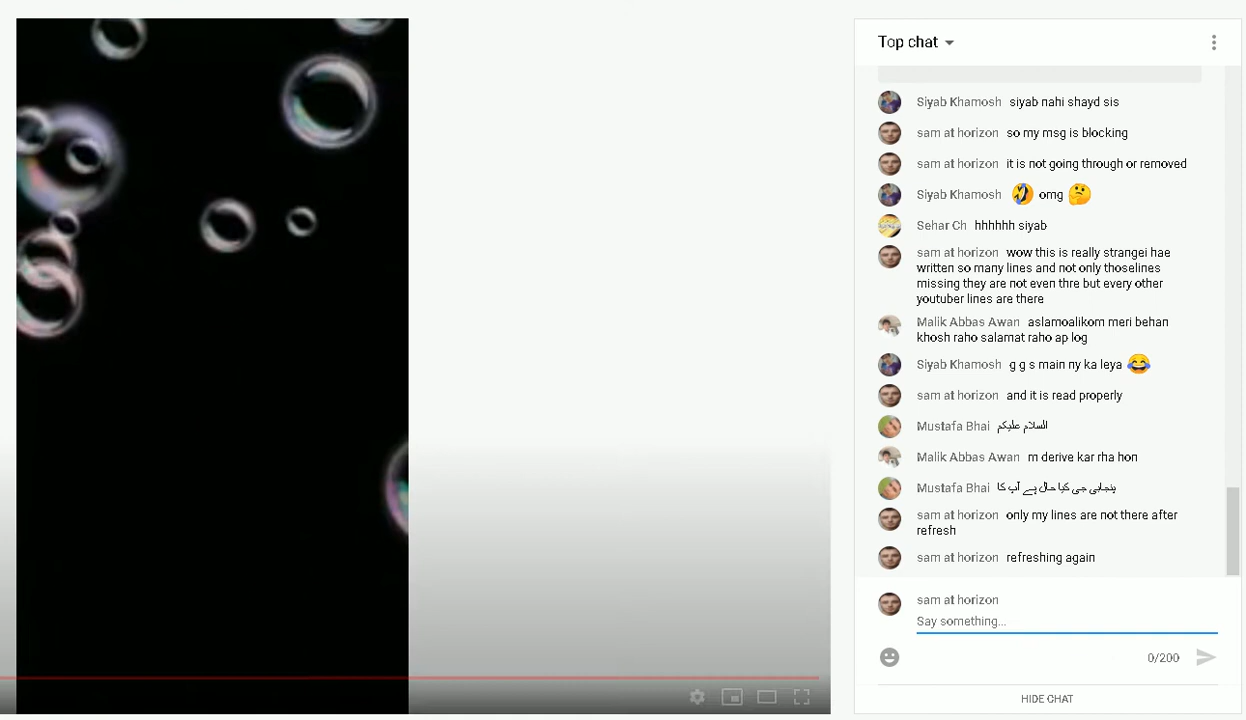 Top chat
Siyab Khamosh siyab nahi shayd sis
sam at horizon so my msg is blocking
sam at horizon it is not going through or removed
Siyab Khamosh 🤣 omg 🤔
Sehar Ch hhhhhh siyab
sam at horizon wow this is really strangei hae
written so many lines and not only thoselines
missing they are not even thre but every other
youtuber lines are there
Malik Abbas Awan aslamoalikom meri behan
khosh raho salamat raho ap log
Siyab Khamosh g g s main ny ka leya 😂
sam at horizon and it is read properly
Mustafa Bhai السلام علیکم
Malik Abbas Awan m derive kar rha hon
Mustafa Bhai پنجابی جی کیا حال ہے آپ کا
sam at horizon only my lines are not there after
refresh
sam at horizon refreshing again
sam at horizon
Say something...
0/200
HIDE CHAT